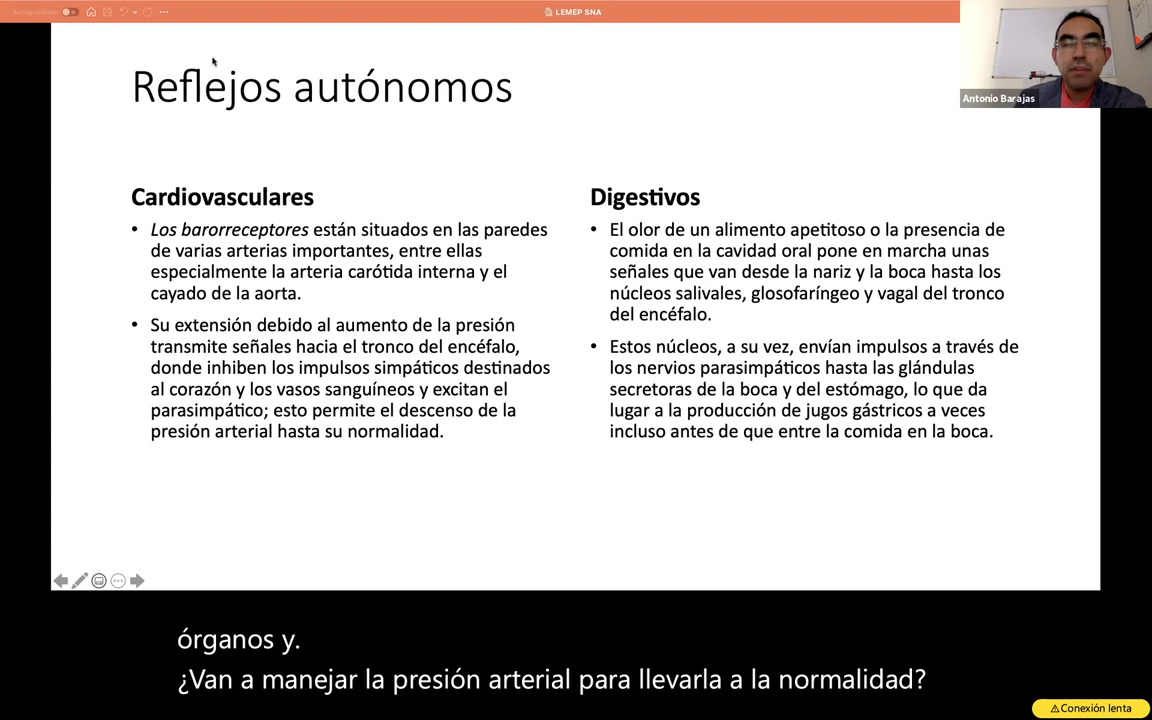 Autoguardado
LEMEP SNA
Antonio Barajas
Reflejos autónomos
Cardiovasculares
• Los barorreceptores están situados en las paredes
de varias arterias importantes, entre ellas
especialmente la arteria carótida interna y el
cayado de la aorta.
• Su extensión debido al aumento de la presión
transmite señales hacia el tronco del encéfalo,
donde inhiben los impulsos simpáticos destinados
al corazón y los vasos sanguíneos y excitan el
parasimpático; esto permite el descenso de la
presión arterial hasta su normalidad.
Digestivos
• El olor de un alimento apetitoso o la presencia de
comida en la cavidad oral pone en marcha unas
señales que van desde la nariz y la boca hasta los
núcleos salivales, glosofaríngeo y vagal del tronco
del encéfalo.
• Estos núcleos, a su vez, envían impulsos a través de
los nervios parasimpáticos hasta las glándulas
secretoras de la boca y del estómago, lo que da
lugar a la producción de jugos gástricos a veces
incluso antes de que entre la comida en la boca.
órganos y.
¿Van a manejar la presión arterial para llevarla a la normalidad?
⚠Conexión lenta